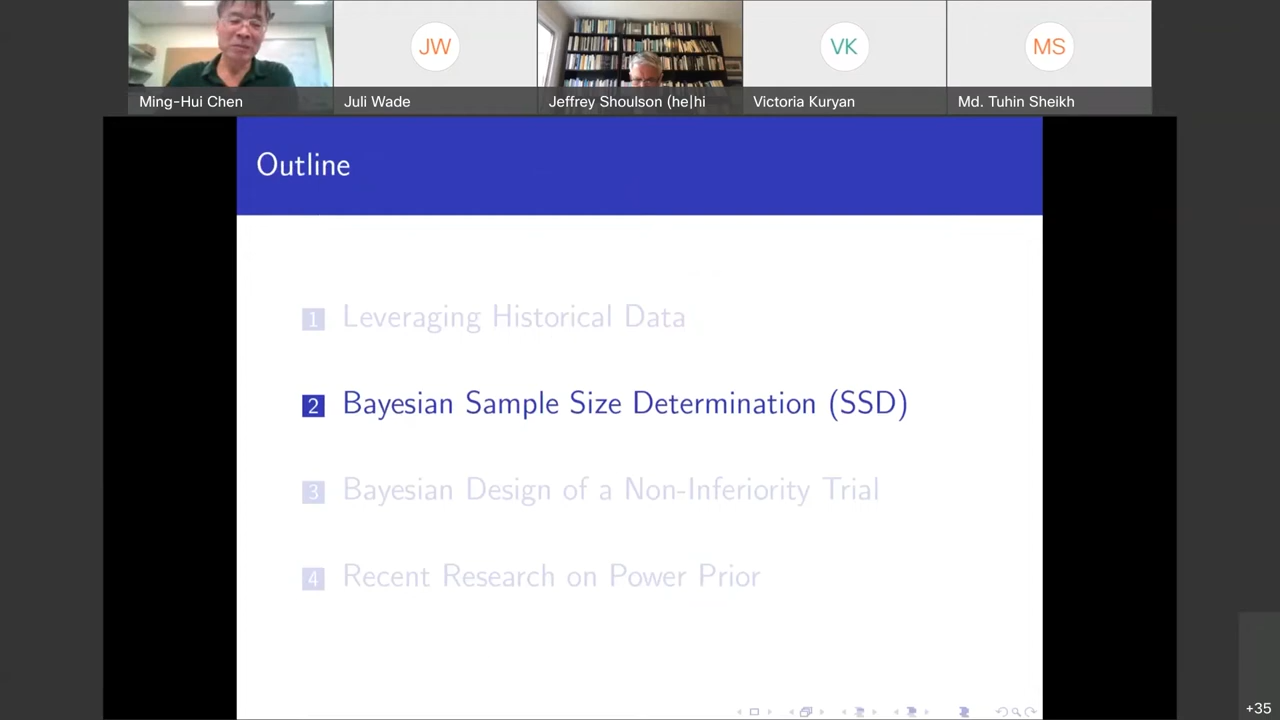 JW
VK
MS
Ming-Hui Chen
Juli Wade
Jeffrey Shoulson (he|hi
Victoria Kuryan
Md. Tuhin Sheikh
Outline
1 Leveraging Historical Data
2 Bayesian Sample Size Determination (SSD)
3 Bayesian Design of a Non-Inferiority Trial
4 Recent Research on Power Prior
+35